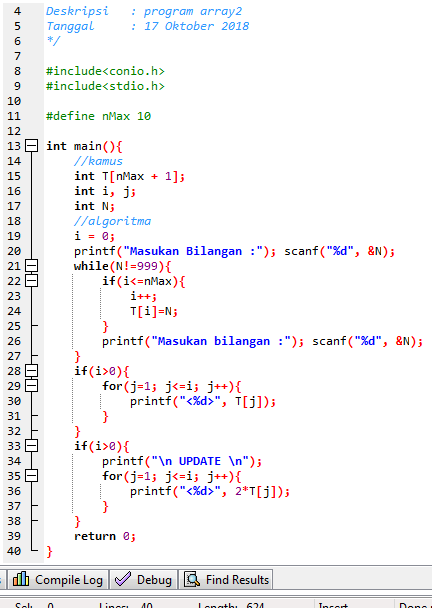 4 Deskripsi : program array2
5 Tanggal : 17 Oktober 2018
6 */
7
8 #include<conio.h>
9 #include<stdio.h>
10
11 #define nMax 10
12
13 int main(){
14 //kamus
15 int T[nMax + 1];
16 int i, j;
17 int N;
18 //algoritma
19 i = 0;
20 printf("Masukan Bilangan :"); scanf("%d", &N);
21 while(N!=999){
22 if(i<=nMax){
23 i++;
24 T[i]=N;
25 }
26 printf("Masukan bilangan :"); scanf("%d", &N);
27 }
28 if(i>0){
29 for(j=1; j<=i; j++){
30 printf("<%d>", T[j]);
31 }
32 }
33 if(i>0){
34 printf("\n UPDATE \n");
35 for(j=1; j<=i; j++){
36 printf("<%d>", 2*T[j]);
37 }
38 }
39 return 0;
40 }
Compile Log Debug Find Results
Sel: 0 Lines: 40 Length: 624 Insert Done